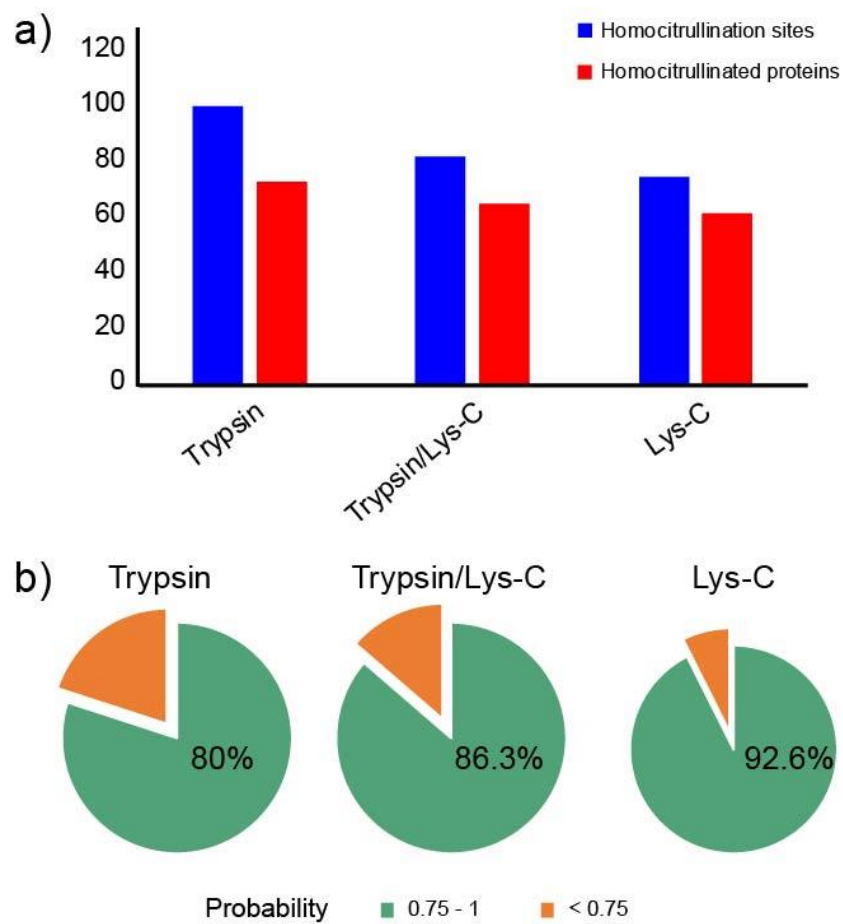 a)
Homocitrullination sites
Homocitrullinated proteins
120
100
80
60
40
20
0
Trypsin
Trypsin/Lys-C
Lys-C
b)
Trypsin
Trypsin/Lys-C
Lys-C
80%
86.3%
92.6%
Probability
0.75 - 1
< 0.75